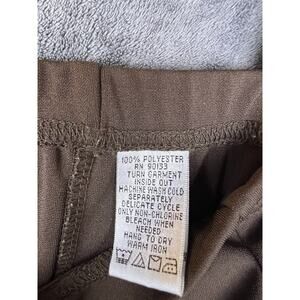 100% POLYESTER
RN 90133
TURN GARMENT
INSIDE OUT
MACHINE WASH COLD
SEPARATELY
DELICATE CYCLE
ONLY NON-CHLORINE
BLEACH WHEN
NEEDED
HANG TO DRY
WARM IRON